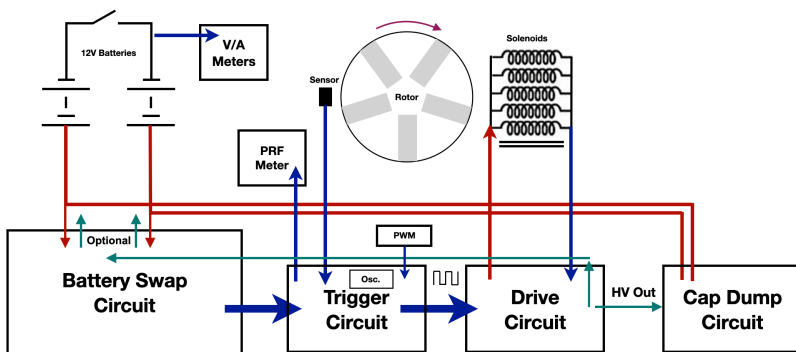 12V Batteries
V/A
Meters
Solenoids
Sensor
Rotor
PRF
Meter
Optional
PWM
Battery Swap
Circuit
Osc.
Trigger
Circuit
Drive
Circuit
HV Out
Cap Dump
Circuit